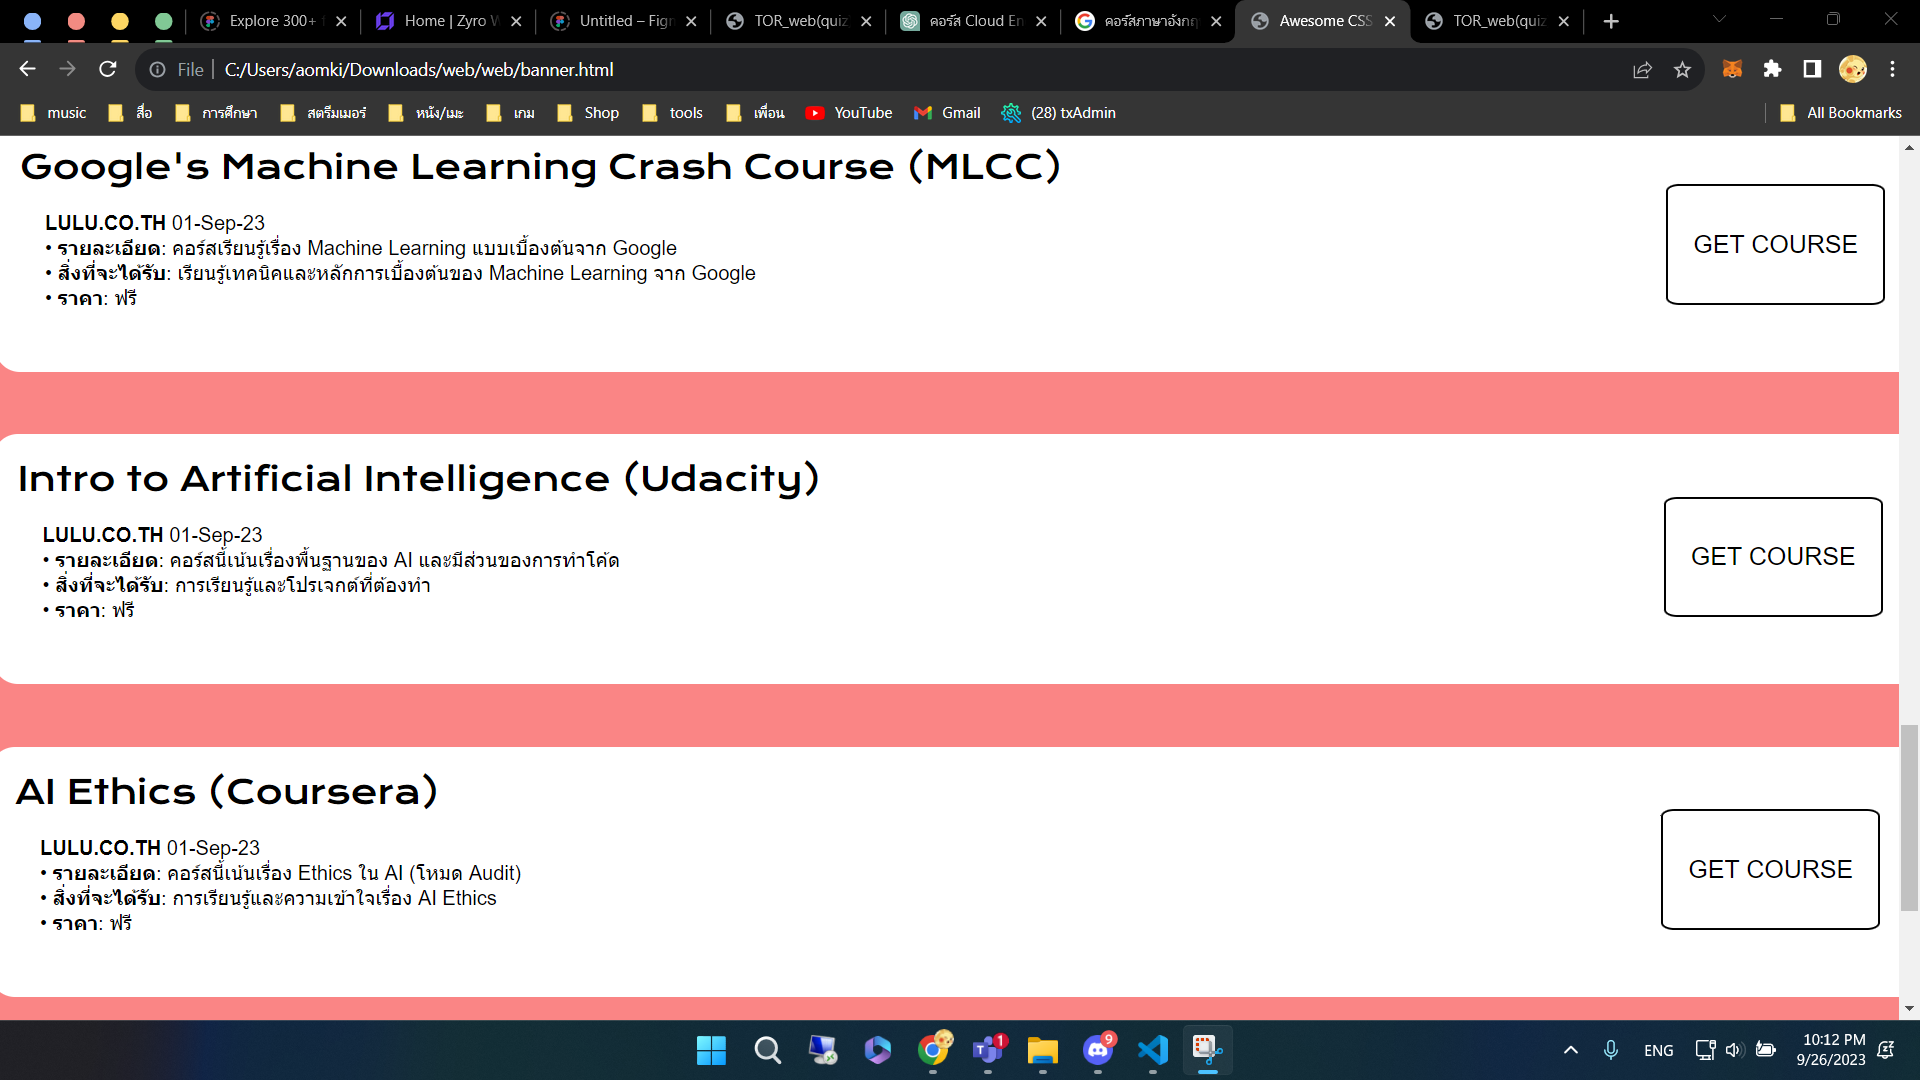 Explore 300+
Home | Zyro W
Untitled – Figm
TOR_web(quiz
คอร์ส Cloud En
คอร์สภาษาอังกฤ
Awesome CSS
TOR_web(quiz
File
C:/Users/aomki/Downloads/web/web/banner.html
music
สื่อ
การศึกษา
สตรีมเมอร์
หนัง/เมะ
เกม
Shop
tools
เพื่อน
YouTube
Gmail
(28) txAdmin
All Bookmarks
Google's Machine Learning Crash Course (MLCC)
LULU.CO.TH 01-Sep-23
• รายละเอียด: คอร์สเรียนรู้เรื่อง Machine Learning แบบเบื้องต้นจาก Google
• สิ่งที่จะได้รับ: เรียนรู้เทคนิคและหลักการเบื้องต้นของ Machine Learning จาก Google
• ราคา: ฟรี
GET COURSE
Intro to Artificial Intelligence (Udacity)
LULU.CO.TH 01-Sep-23
• รายละเอียด: คอร์สนี้เน้นเรื่องพื้นฐานของ AI และมีส่วนของการทำโค้ด
• สิ่งที่จะได้รับ: การเรียนรู้และโปรเจกต์ที่ต้องทำ
• ราคา: ฟรี
GET COURSE
AI Ethics (Coursera)
LULU.CO.TH 01-Sep-23
• รายละเอียด: คอร์สนี้เน้นเรื่อง Ethics ใน AI (โหมด Audit)
• สิ่งที่จะได้รับ: การเรียนรู้และความเข้าใจเรื่อง AI Ethics
• ราคา: ฟรี
GET COURSE
1
9
ENG
10:12 PM
9/26/2023